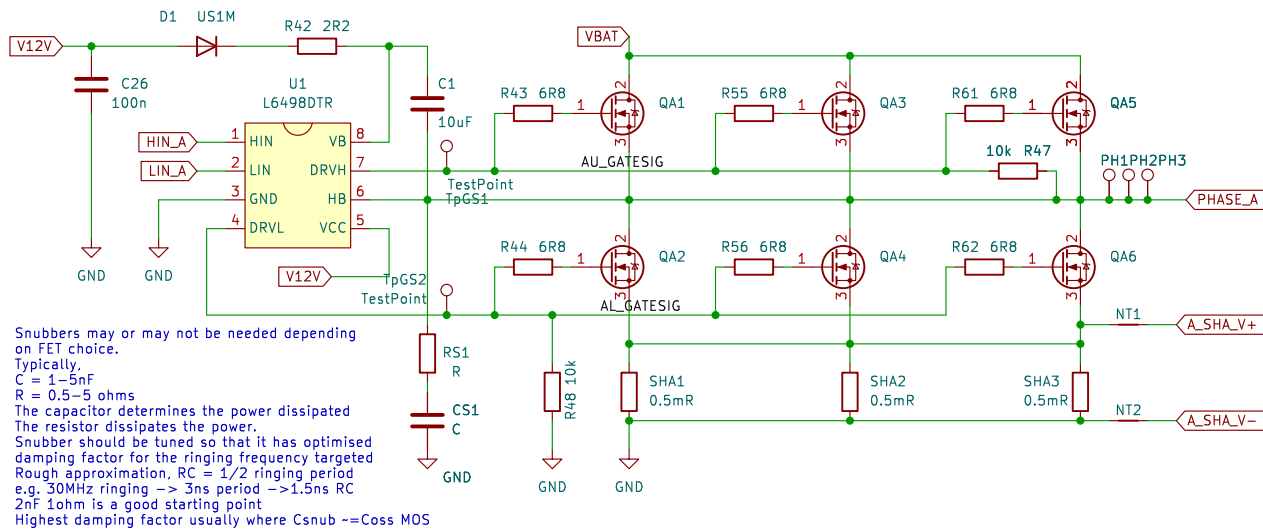 D1 US1M
R42 2R2
V12V
VBAT
C26
100n
U1
L6498DTR
C1
10uF
R43 6R8
QA1
R55 6R8
QA3
R61 6R8
QA5
1 2 3
1 2 3
1 2 3
HIN_A
LIN_A
1 HIN
2 LIN
3 GND
4 DRVL
VB 8
DRVH 7
HB 6
VCC 5
AU_GATESIG
10k R47
PH1PH2PH3
TestPoint
TpGS1
PHASE_A
GND
GND
V12V
R44 6R8
QA2
R56 6R8
QA4
R62 6R8
QA6
1 2 3
1 2 3
1 2 3
TpGS2
TestPoint
AL_GATESIG
NT1
A_SHA_V+
RS1
R
R48 10k
SHA1
0.5mR
SHA2
0.5mR
SHA3
0.5mR
CS1
C
NT2
A_SHA_V-
GND
GND
GND
Snubbers may or may not be needed depending
on FET choice.
Typically,
C = 1-5nF
R = 0.5-5 ohms
The capacitor determines the power dissipated
The resistor dissipates the power.
Snubber should be tuned so that it has optimised
damping factor for the ringing frequency targeted
Rough approximation, RC = 1/2 ringing period
e.g. 30MHz ringing -> 3ns period ->1.5ns RC
2nF 1ohm is a good starting point
Highest damping factor usually where Csnub ~=Coss MOS